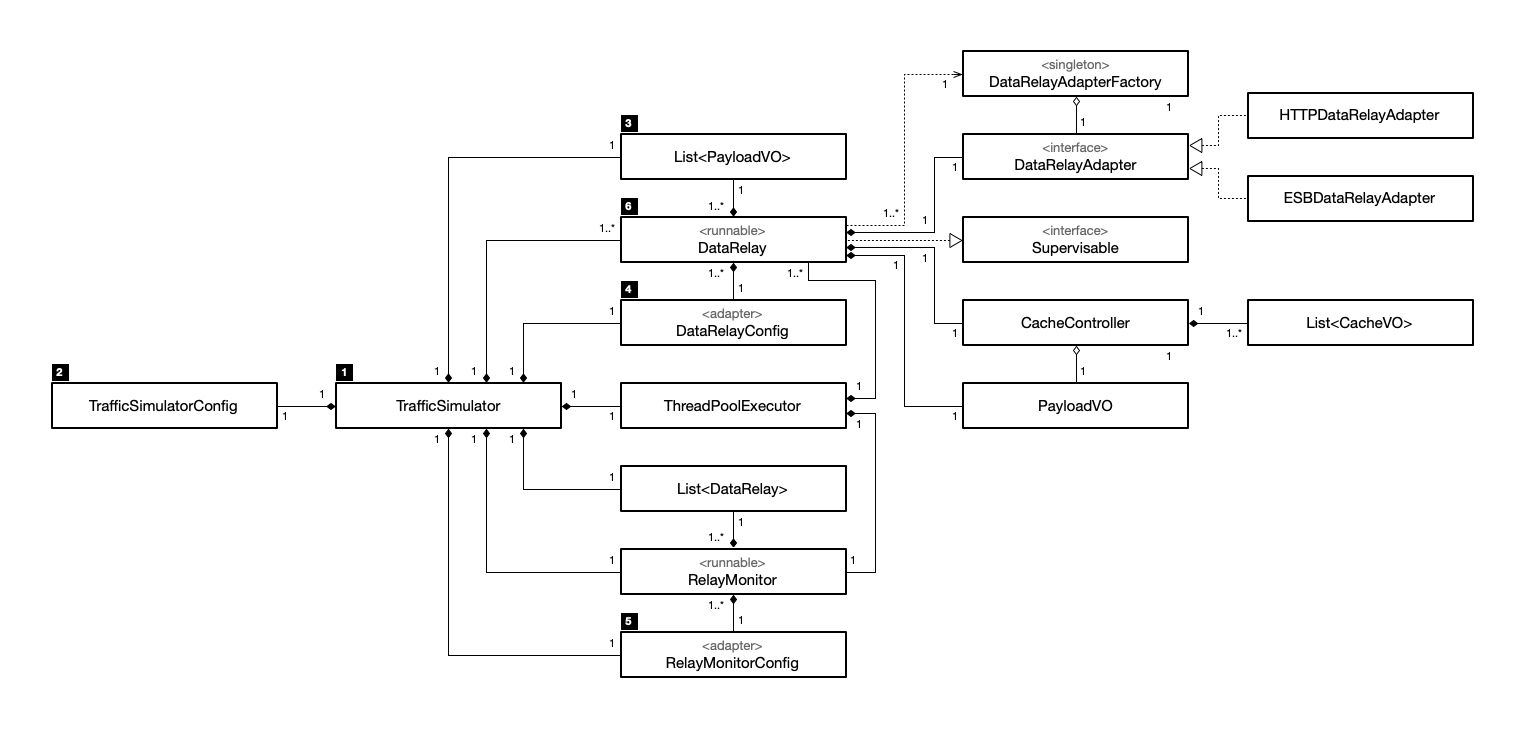 <singleton>
DataRelayAdapterFactory
1
1
1
HTTPDataRelayAdapter
3
1
List<PayloadVO>
1
1..*
<interface>
DataRelayAdapter
1
ESBDataRelayAdapter
6
1..*
<runnable>
DataRelay
1..*
1
<interface>
Supervisable
1
1
1..*
1
1..*
4
1
<adapter>
DataRelayConfig
CacheController
1
1
1
1..*
List<CacheVO>
2
TrafficSimulatorConfig
1
1
1
1
1
1
TrafficSimulator
1
1
ThreadPoolExecutor
1
1
1
1
PayloadVO
1
1
1
1
List<DataRelay>
1
1..*
1
<runnable>
RelayMonitor
1
1..*
1
5
1
<adapter>
RelayMonitorConfig